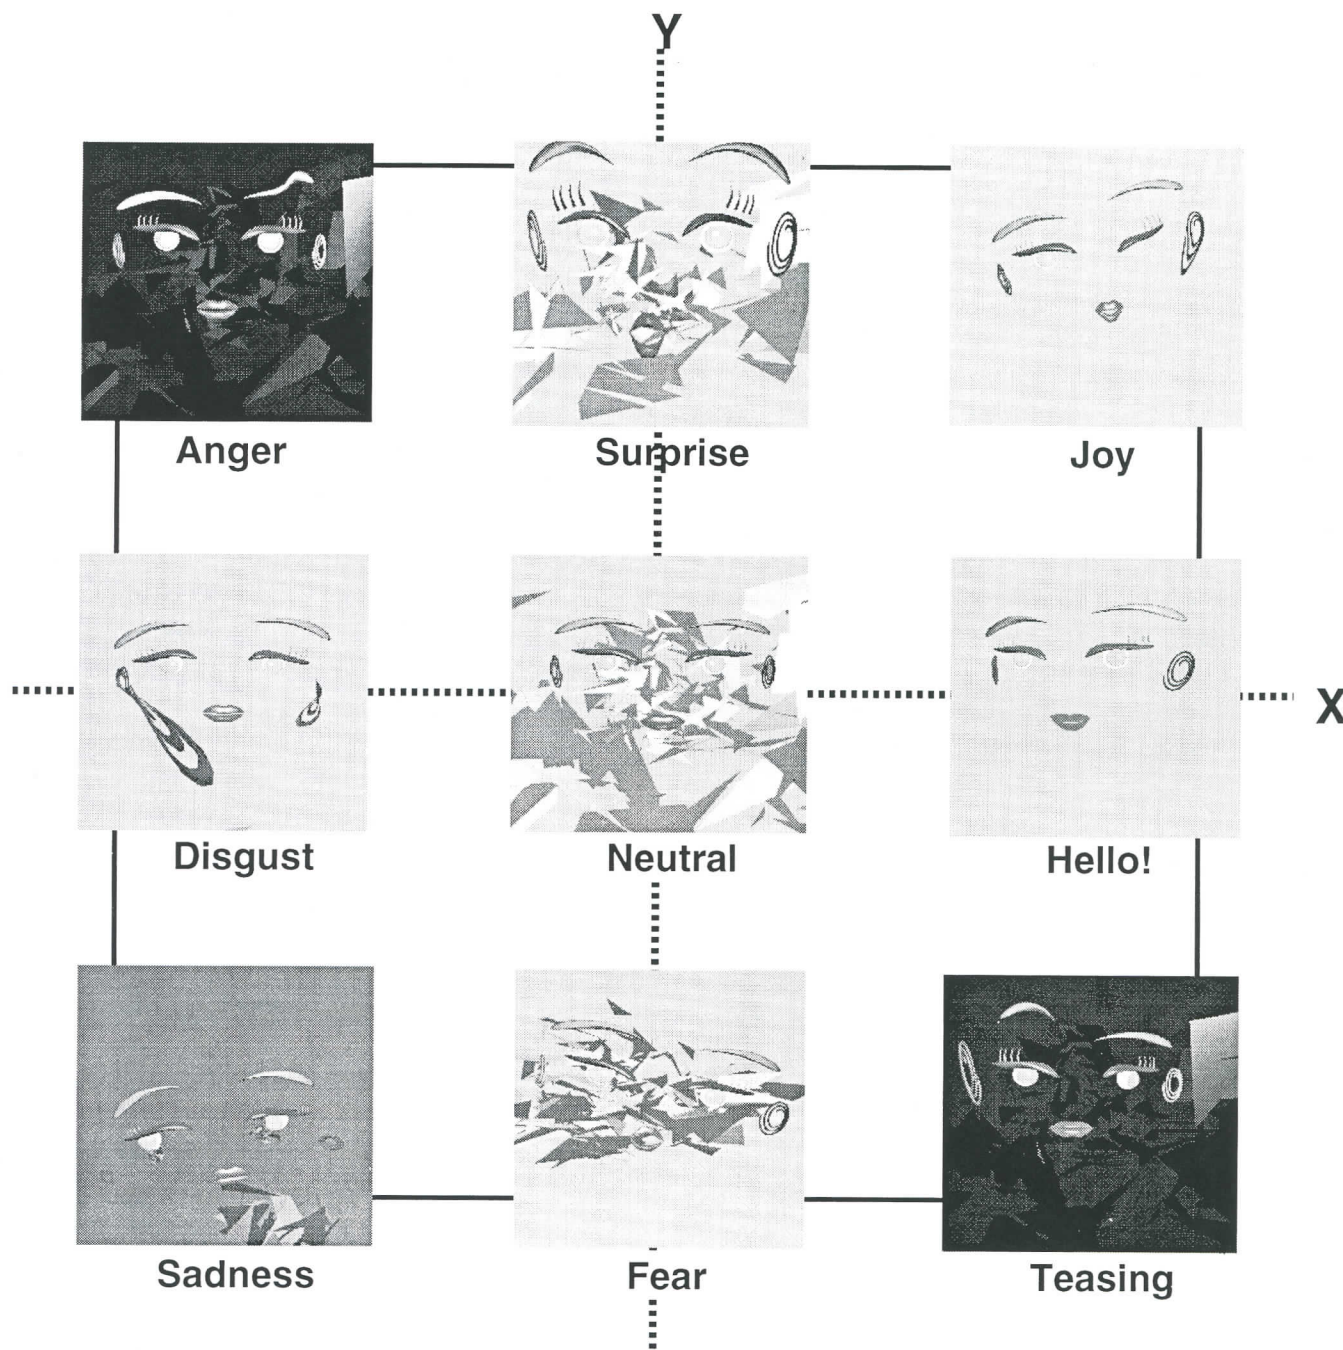 Y
Anger
Surprise
Joy
X
Disgust
Neutral
Hello!
Sadness
Fear
Teasing